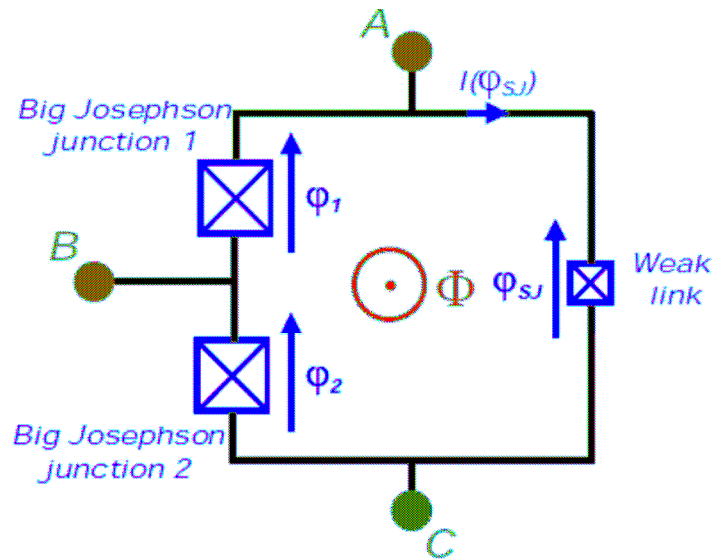 A
I(φSJ)
Big Josephson
junction 1
φ1
B
Φ
φSJ
Weak
link
φ2
Big Josephson
junction 2
C